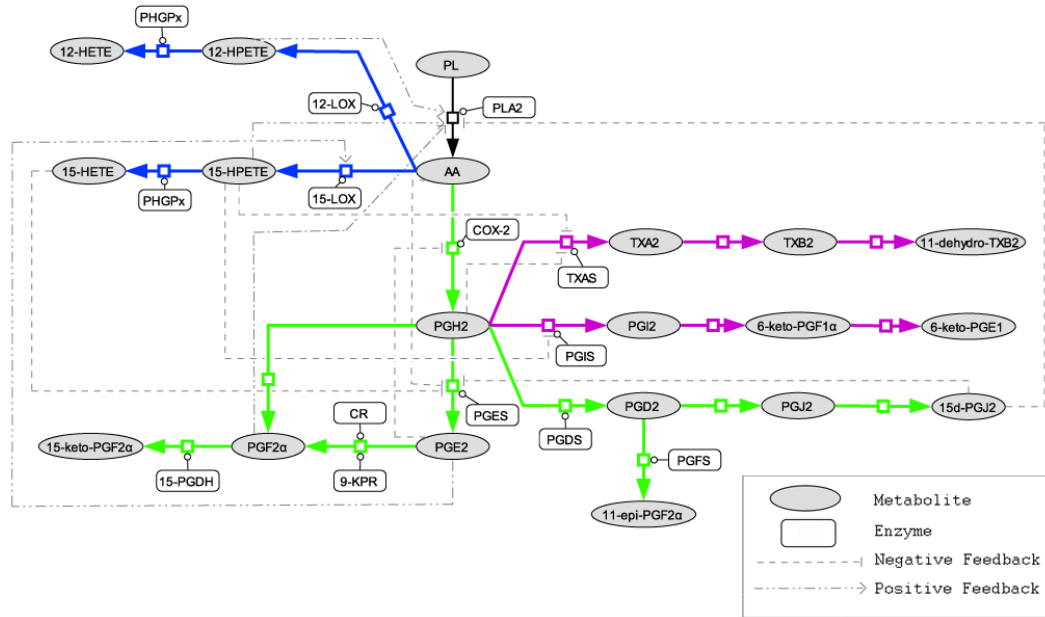 PHGPx
12-HETE
12-HPETE
PL
12-LOX
PLA2
15-HETE
15-HPETE
AA
PHGPx
15-LOX
COX-2
TXA2
TXB2
11-dehydro-TXB2
TXAS
PGH2
PGI2
6-keto-PGF1α
6-keto-PGE1
PGIS
CR
PGES
PGD2
PGJ2
15d-PGJ2
15-keto-PGF2α
PGF2α
PGE2
PGDS
15-PGDH
9-KPR
PGFS
11-epi-PGF2α
Metabolite
Enzyme
Negative Feedback
Positive Feedback